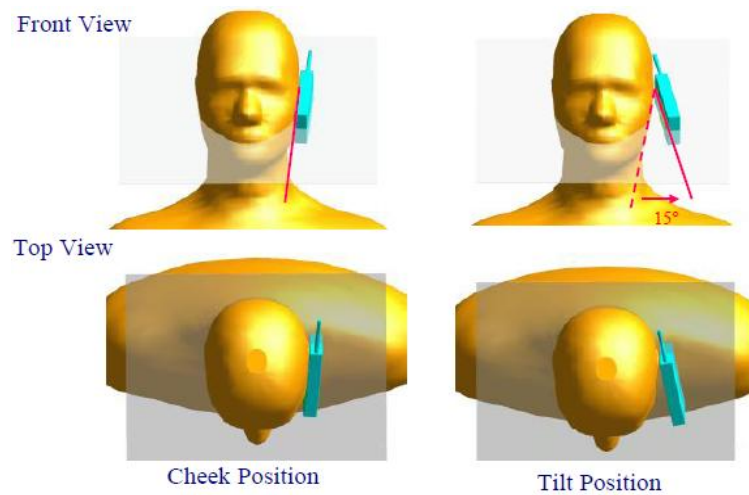 Front View
15°
Top View
Cheek Position
Tilt Position